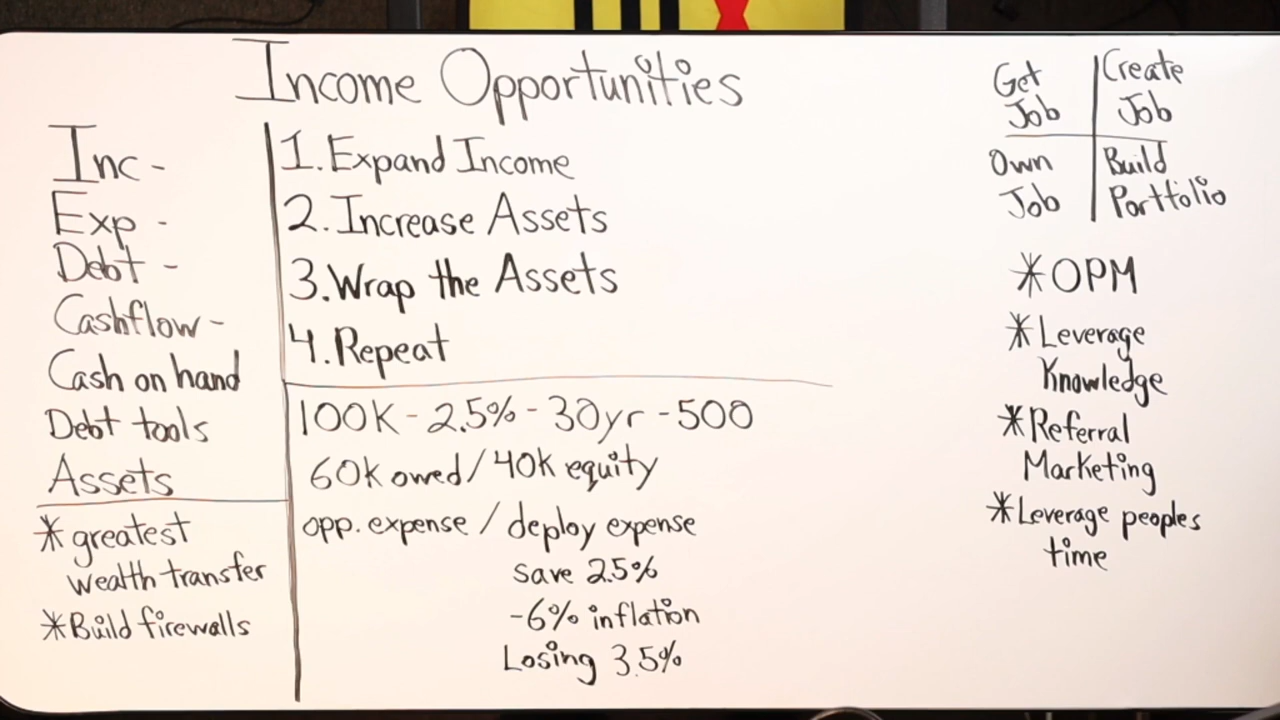 Income Opportunities
Inc -
Exp -
Debt -
Cashflow -
Cash on hand
Debt tools
Assets
* greatest
wealth transfer
* Build firewalls
1. Expand Income
2. Increase Assets
3. Wrap the Assets
4. Repeat
100K - 2.5% - 30yr - 500
60K owed / 40K equity
opp. expense / deploy expense
save 2.5%
-6% inflation
Losing 3.5%
Get
Job
Create
Job
Own
Job
Build
Portfolio
* OPM
* Leverage
Knowledge
* Referral
Marketing
* Leverage peoples
time